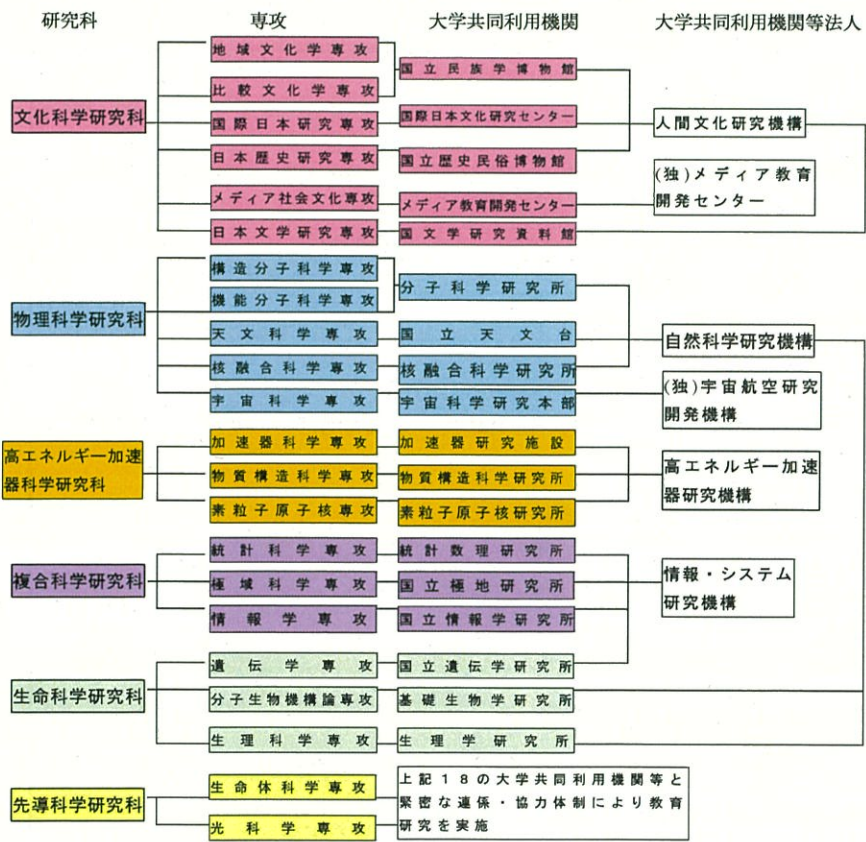 研究科 専攻 大学共同利用機関 大学共同利用機関等法人
文化科学研究科
地域文化学専攻
比較文化学専攻
国際日本研究専攻
日本歴史研究専攻
メディア社会文化専攻
日本文学研究専攻
国立民族学博物館
国際日本文化研究センター
国立歴史民俗博物館
メディア教育開発センター
国文学研究資料館
人間文化研究機構
(独)メディア教育
開発センター
物理科学研究科
構造分子科学専攻
機能分子科学専攻
天文科学専攻
核融合科学専攻
宇宙科学専攻
分子科学研究所
国立天文台
核融合科学研究所
宇宙科学研究本部
自然科学研究機構
(独)宇宙航空研究
開発機構
高エネルギー加速
器科学研究科
加速器科学専攻
物質構造科学専攻
素粒子原子核専攻
加速器研究施設
物質構造科学研究所
素粒子原子核研究所
高エネルギー加速
器研究機構
複合科学研究科
統計科学専攻
極域科学専攻
情報学専攻
統計数理研究所
国立極地研究所
国立情報学研究所
情報・システム
研究機構
生命科学研究科
遺伝学専攻
分子生物機構論専攻
生理科学専攻
国立遺伝学研究所
基礎生物学研究所
生理学研究所
先導科学研究科
生命体科学専攻
光科学専攻
上記18の大学共同利用機関等と
緊密な連係・協力体制により教育
研究を実施